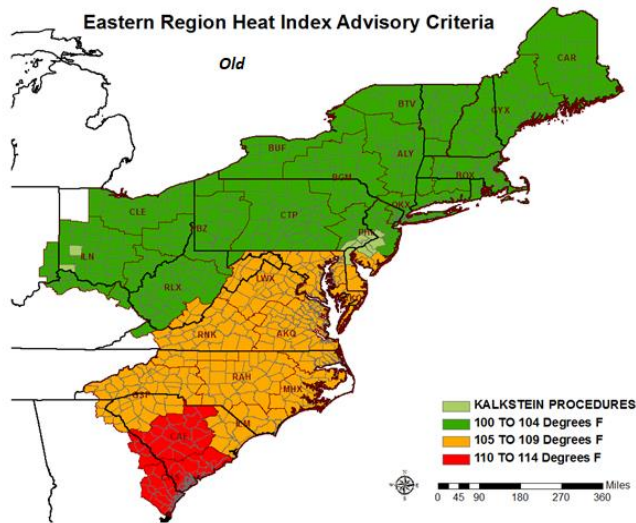 Eastern Region Heat Index Advisory Criteria
Old
CAR
BTV
GYX
BUF
ALY
BGM
BOX
CLE
PBZ
CTP
OKX
PHI
ILN
RLX
LWX
RNK
AKQ
RAH
MHX
GSP
ILM
CAE
KALKSTEIN PROCEDURES
100 TO 104 Degrees F
105 TO 109 Degrees F
110 TO 114 Degrees F
Miles
0 45 90 180 270 360